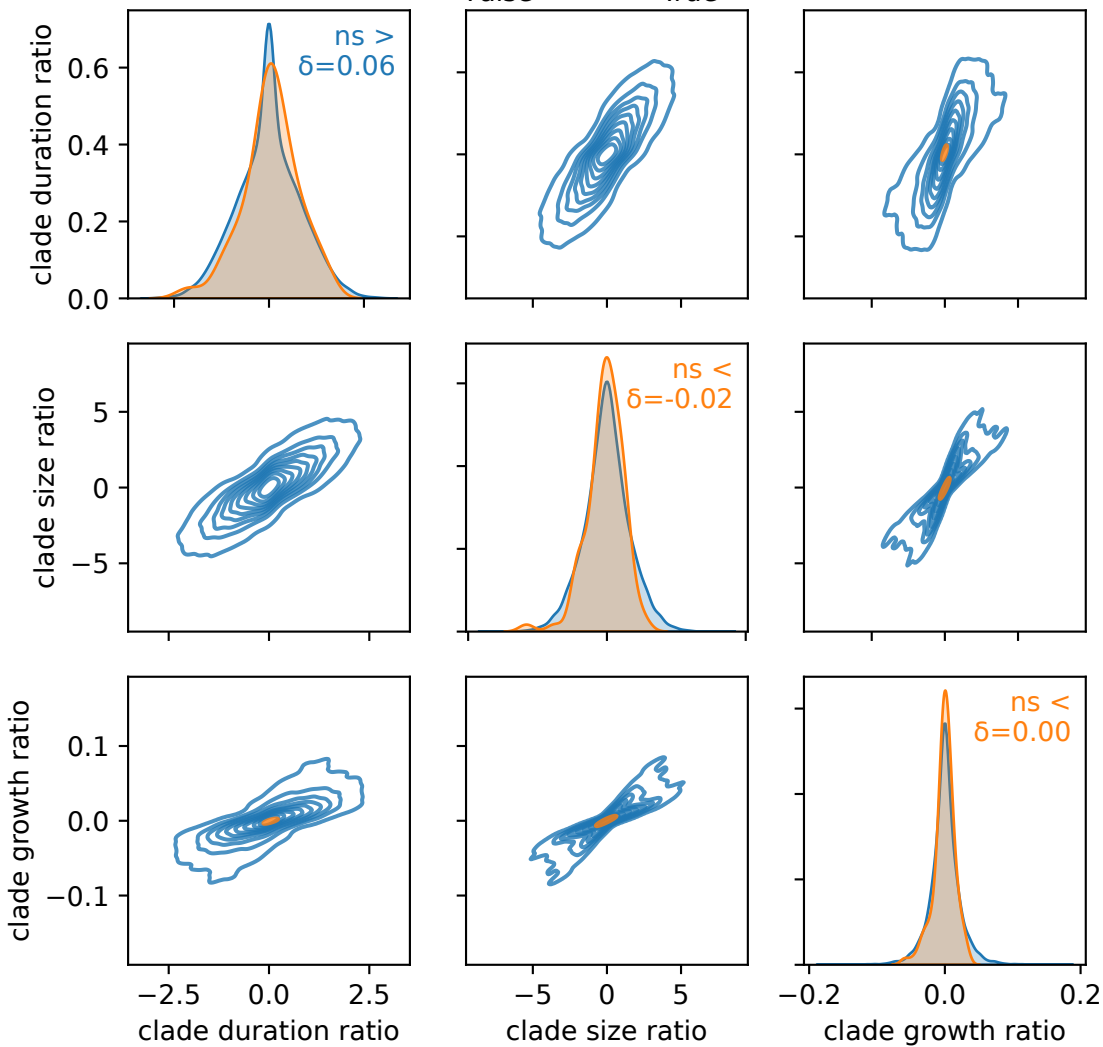 ns >
δ=0.06
clade duration ratio
0.6
0.4
0.2
0.0
ns <
δ=-0.02
clade size ratio
5
0
−5
ns <
δ=0.00
clade growth ratio
0.1
0.0
−0.1
−2.5 0.0 2.5
−5 0 5
−0.2 0.0 0.2
clade duration ratio
clade size ratio
clade growth ratio